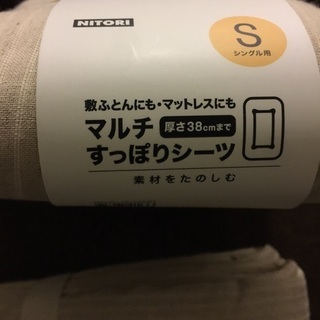 NITORI
S
シングル用
敷ふとんにも・マットレスにも
マルチ 厚さ38cmまで
すっぽりシーツ
素材をたのしむ